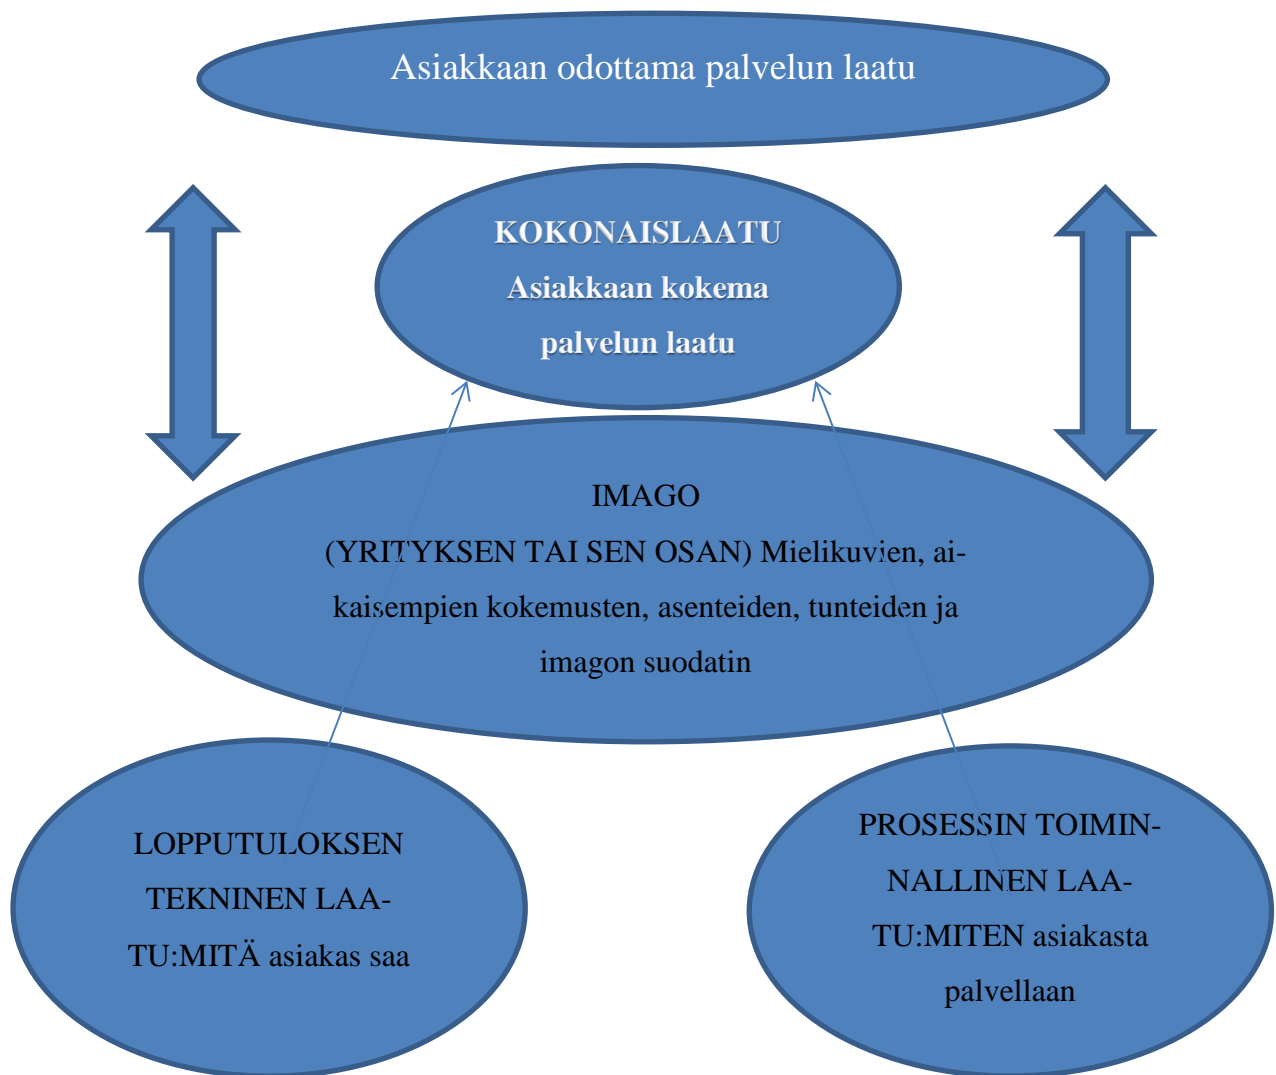 Asiakkaan odottama palvelun laatu
KOKONAISLAATU
Asiakkaan kokema
palvelun laatu
IMAGO
(YRITYKSEN TAI SEN OSAN) Mielikuvien, ai-
kaisempien kokemusten, asenteiden, tunteiden ja
imagon suodatin
LOPPUTULOKSEN
TEKNINEN LAA-
TU:MITÄ asiakas saa
PROSESSIN TOIMIN-
NALLINEN LAA-
TU:MITEN asiakasta
palvellaan